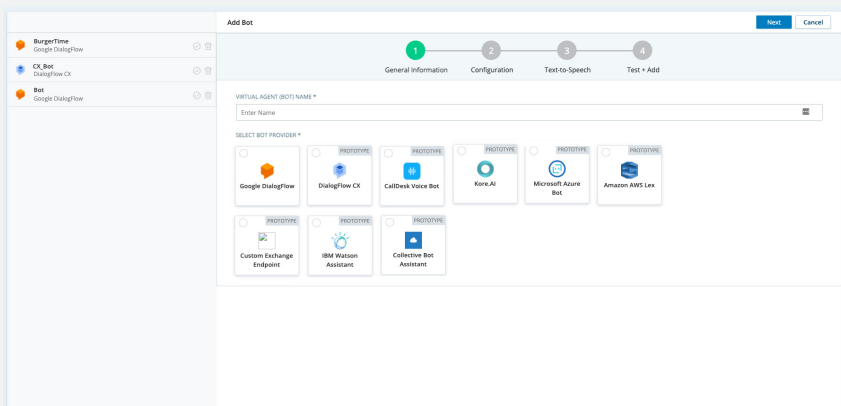 Add Bot
Next
Cancel
BurgerTime
Google DialogFlow
CX_Bot
DialogFlow CX
Bot
Google DialogFlow
1
2
3
4
General Information
Configuration
Text-to-Speech
Test + Add
VIRTUAL AGENT (BOT) NAME *
Enter Name
SELECT BOT PROVIDER *
Google DialogFlow
PROTOTYPE
DialogFlow CX
PROTOTYPE
CallDesk Voice Bot
PROTOTYPE
Kore.AI
PROTOTYPE
Microsoft Azure
Bot
PROTOTYPE
Amazon AWS Lex
PROTOTYPE
Custom Exchange
Endpoint
PROTOTYPE
IBM Watson
Assistant
PROTOTYPE
Collective Bot
Assistant